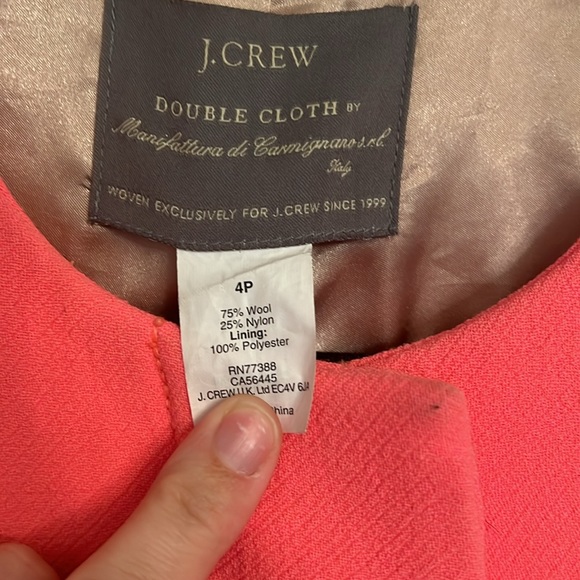 J.CREW
DOUBLE CLOTH BY
Manifattura di Carmignano s.r.l.
Italy
WOVEN EXCLUSIVELY FOR J.CREW SINCE 1999
4P
75% Wool
25% Nylon
Lining:
100% Polyester
RN77388
CA56445
J.CREW U.K. Ltd EC4V 6JA